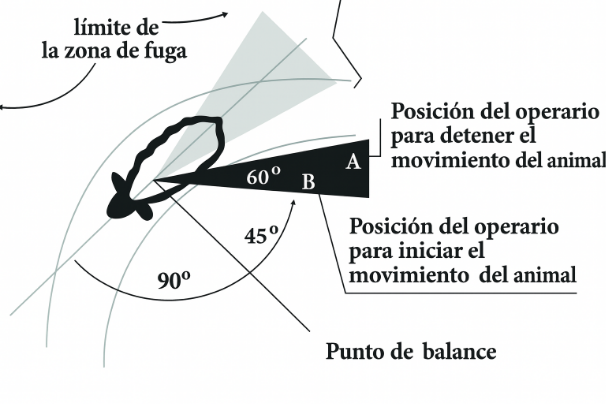 límite de
la zona de fuga
Posición del operario
para detener el
movimiento del animal
A
60º
B
Posición del operario
para iniciar el
movimiento del animal
45º
90º
Punto de balance